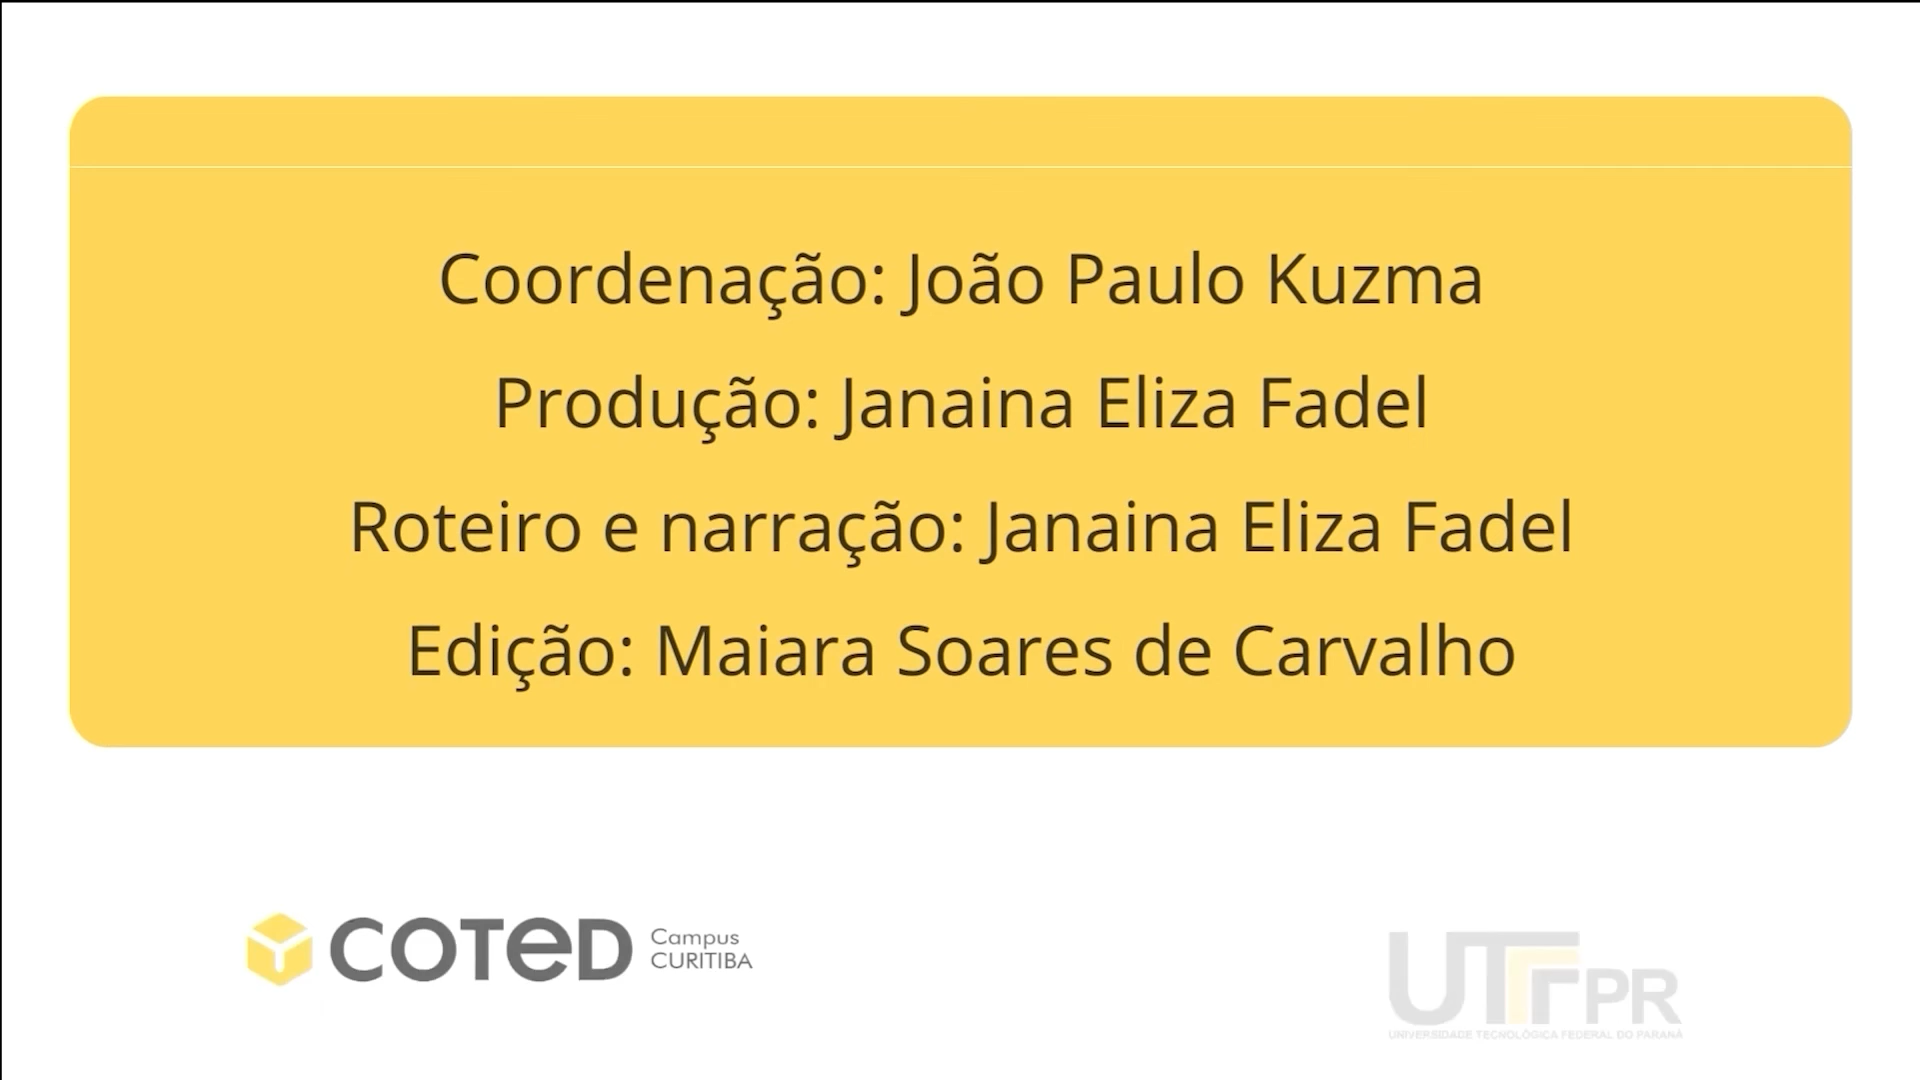 Coordenação: João Paulo Kuzma
Produção: Janaina Eliza Fadel
Roteiro e narração: Janaina Eliza Fadel
Edição: Maiara Soares de Carvalho
COTeD
Campus
CURITIBA
UTFPR
UNIVERSIDADE TECNOLÓGICA FEDERAL DO PARANÁ